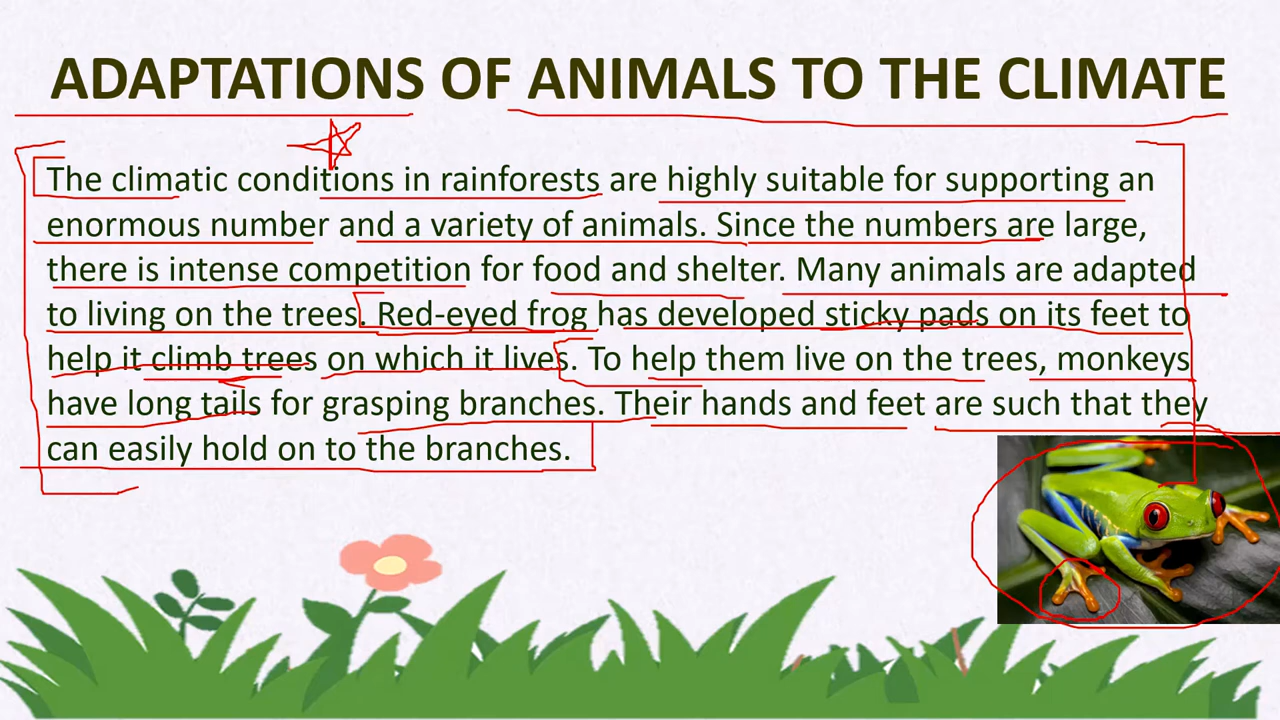 ADAPTATIONS OF ANIMALS TO THE CLIMATE
The climatic conditions in rainforests are highly suitable for supporting an
enormous number and a variety of animals. Since the numbers are large,
there is intense competition for food and shelter. Many animals are adapted
to living on the trees. Red-eyed frog has developed sticky pads on its feet to
help it climb trees on which it lives. To help them live on the trees, monkeys
have long tails for grasping branches. Their hands and feet are such that they
can easily hold on to the branches.